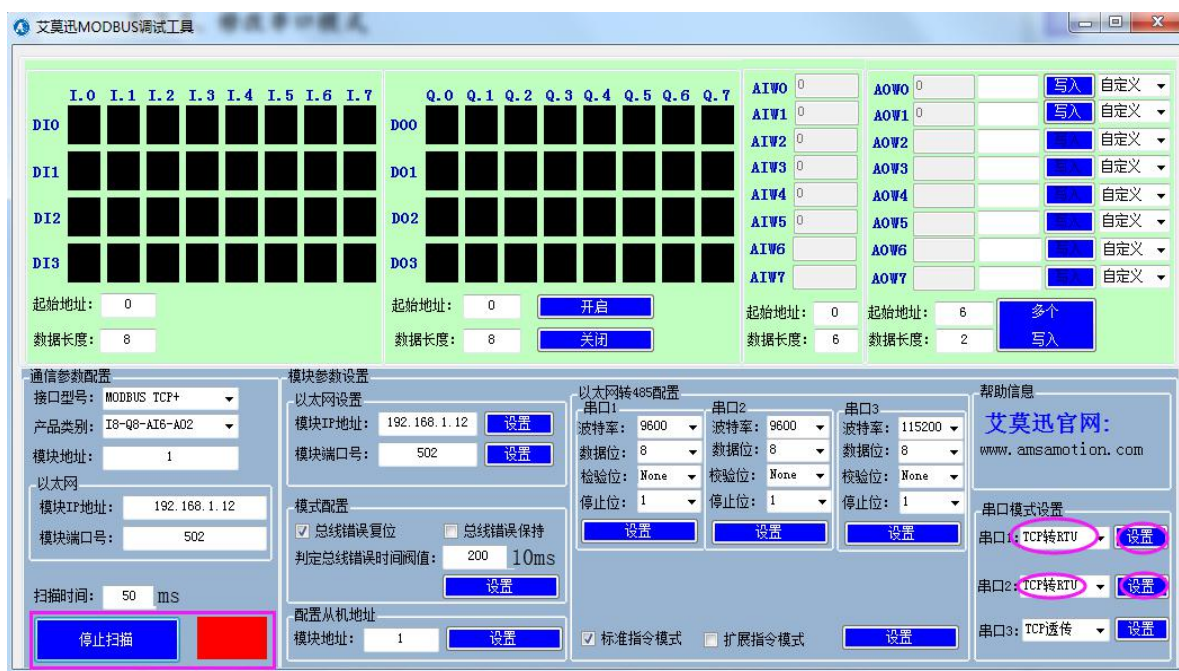 艾莫迅MODBUS调试工具
I.0 I.1 I.2 I.3 I.4 I.5 I.6 I.7
DI0
DI1
DI2
DI3
起始地址: 0
数据长度: 8
Q.0 Q.1 Q.2 Q.3 Q.4 Q.5 Q.6 Q.7
DO0
DO1
DO2
DO3
起始地址: 0 开启
数据长度: 8 关闭
AIW0 0
AIW1 0
AIW2 0
AIW3 0
AIW4 0
AIW5 0
AIW6
AIW7
起始地址: 0
数据长度: 6
AOW0 0 写入 自定义
AOW1 0 写入 自定义
AOW2 写入 自定义
AOW3 写入 自定义
AOW4 写入 自定义
AOW5 写入 自定义
AOW6 写入 自定义
AOW7 写入 自定义
起始地址: 6
数据长度: 2
多个
写入
通信参数配置
接口型号: MODBUS TCP+
产品类别: I8-Q8-AI6-AO2
模块地址: 1
以太网
模块IP地址: 192.168.1.12
模块端口号: 502
扫描时间: 50 ms
停止扫描
模块参数设置
以太网设置
模块IP地址: 192.168.1.12 设置
模块端口号: 502 设置
模式配置
总线错误复位 总线错误保持
判定总线错误时间阀值: 200 10ms
设置
配置从机地址
模块地址: 1 设置
以太网转485配置
串口1
波特率: 9600
数据位: 8
检验位: None
停止位: 1
设置
串口2
波特率: 9600
数据位: 8
校验位: None
停止位: 1
设置
串口3
波特率: 115200
数据位: 8
校验位: None
停止位: 1
设置
标准指令模式 扩展指令模式 设置
帮助信息
艾莫迅官网:
www.amsamotion.com
串口模式设置
串口1: TCP转RTU 设置
串口2: TCP转RTU 设置
串口3: TCP透传 设置